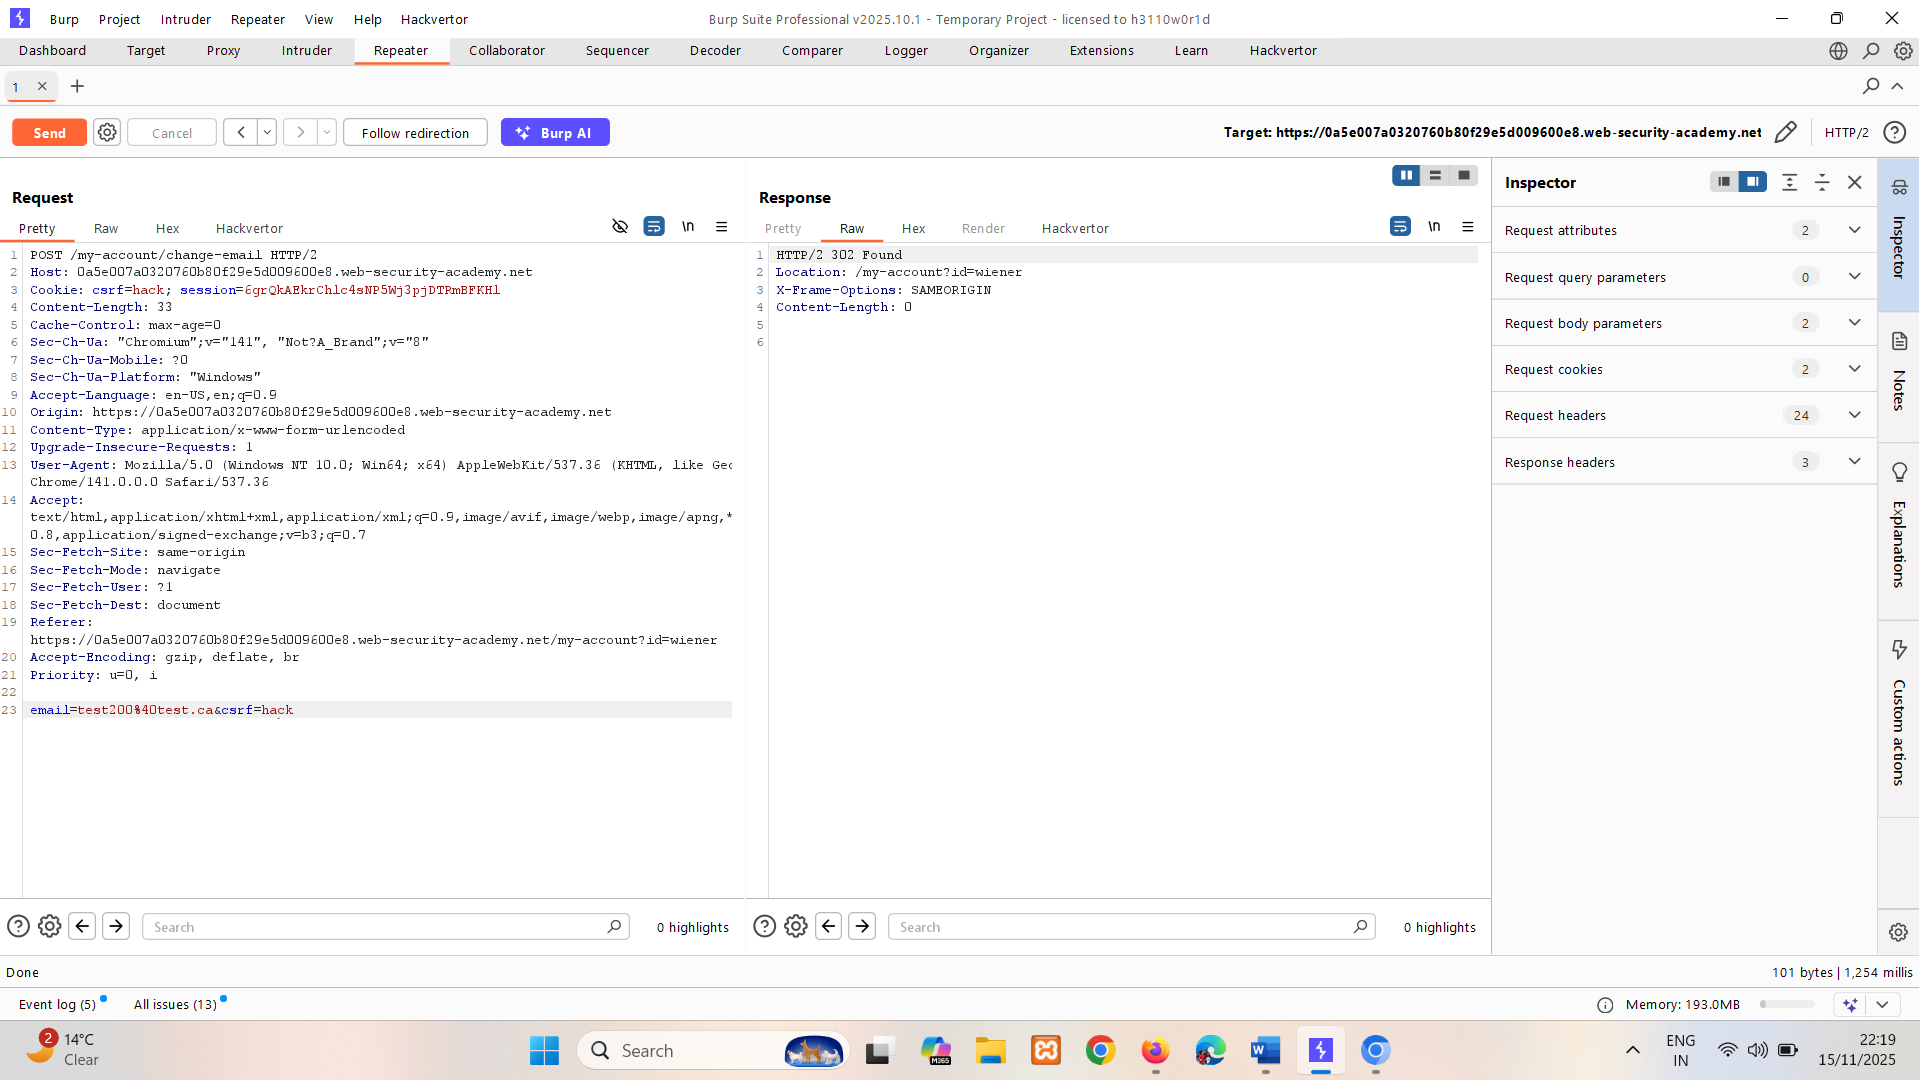 Burp Project Intruder Repeater View Help Hackvertor
Burp Suite Professional v2025.10.1 - Temporary Project - licensed to h3110w0r1d
Dashboard Target Proxy Intruder Repeater Collaborator Sequencer Decoder Comparer Logger Organizer Extensions Learn Hackvertor
1
Send Cancel Follow redirection Burp AI
Target: https://0a5e007a0320760b80f29e5d009600e8.web-security-academy.net
HTTP/2
Request
Pretty Raw Hex Hackvertor
\n
1 POST /my-account/change-email HTTP/2
2 Host: 0a5e007a0320760b80f29e5d009600e8.web-security-academy.net
3 Cookie: csrf=hack; session=6grQkAEkrChlc4sNP5Wj3pjDTRmBFKHl
4 Content-Length: 33
5 Cache-Control: max-age=0
6 Sec-Ch-Ua: "Chromium";v="141", "Not?A_Brand";v="8"
7 Sec-Ch-Ua-Mobile: ?0
8 Sec-Ch-Ua-Platform: "Windows"
9 Accept-Language: en-US,en;q=0.9
10 Origin: https://0a5e007a0320760b80f29e5d009600e8.web-security-academy.net
11 Content-Type: application/x-www-form-urlencoded
12 Upgrade-Insecure-Requests: 1
13 User-Agent: Mozilla/5.0 (Windows NT 10.0; Win64; x64) AppleWebKit/537.36 (KHTML, like Gec
Chrome/141.0.0.0 Safari/537.36
14 Accept:
text/html,application/xhtml+xml,application/xml;q=0.9,image/avif,image/webp,image/apng,*
0.8,application/signed-exchange;v=b3;q=0.7
15 Sec-Fetch-Site: same-origin
16 Sec-Fetch-Mode: navigate
17 Sec-Fetch-User: ?1
18 Sec-Fetch-Dest: document
19 Referer:
https://0a5e007a0320760b80f29e5d009600e8.web-security-academy.net/my-account?id=wiener
20 Accept-Encoding: gzip, deflate, br
21 Priority: u=0, i
22
23 email=test200%40test.ca&csrf=hack
Search
0 highlights
Response
Pretty Raw Hex Render Hackvertor
\n
1 HTTP/2 302 Found
2 Location: /my-account?id=wiener
3 X-Frame-Options: SAMEORIGIN
4 Content-Length: 0
5
6
Search
0 highlights
Inspector
Request attributes 2
Request query parameters 0
Request body parameters 2
Request cookies 2
Request headers 24
Response headers 3
Inspector
Notes
Explanations
Custom actions
Done
101 bytes | 1,254 millis
Event log (5) All issues (13)
Memory: 193.0MB
2
14°C
Clear
Search
M365
ENG
IN
22:19
15/11/2025